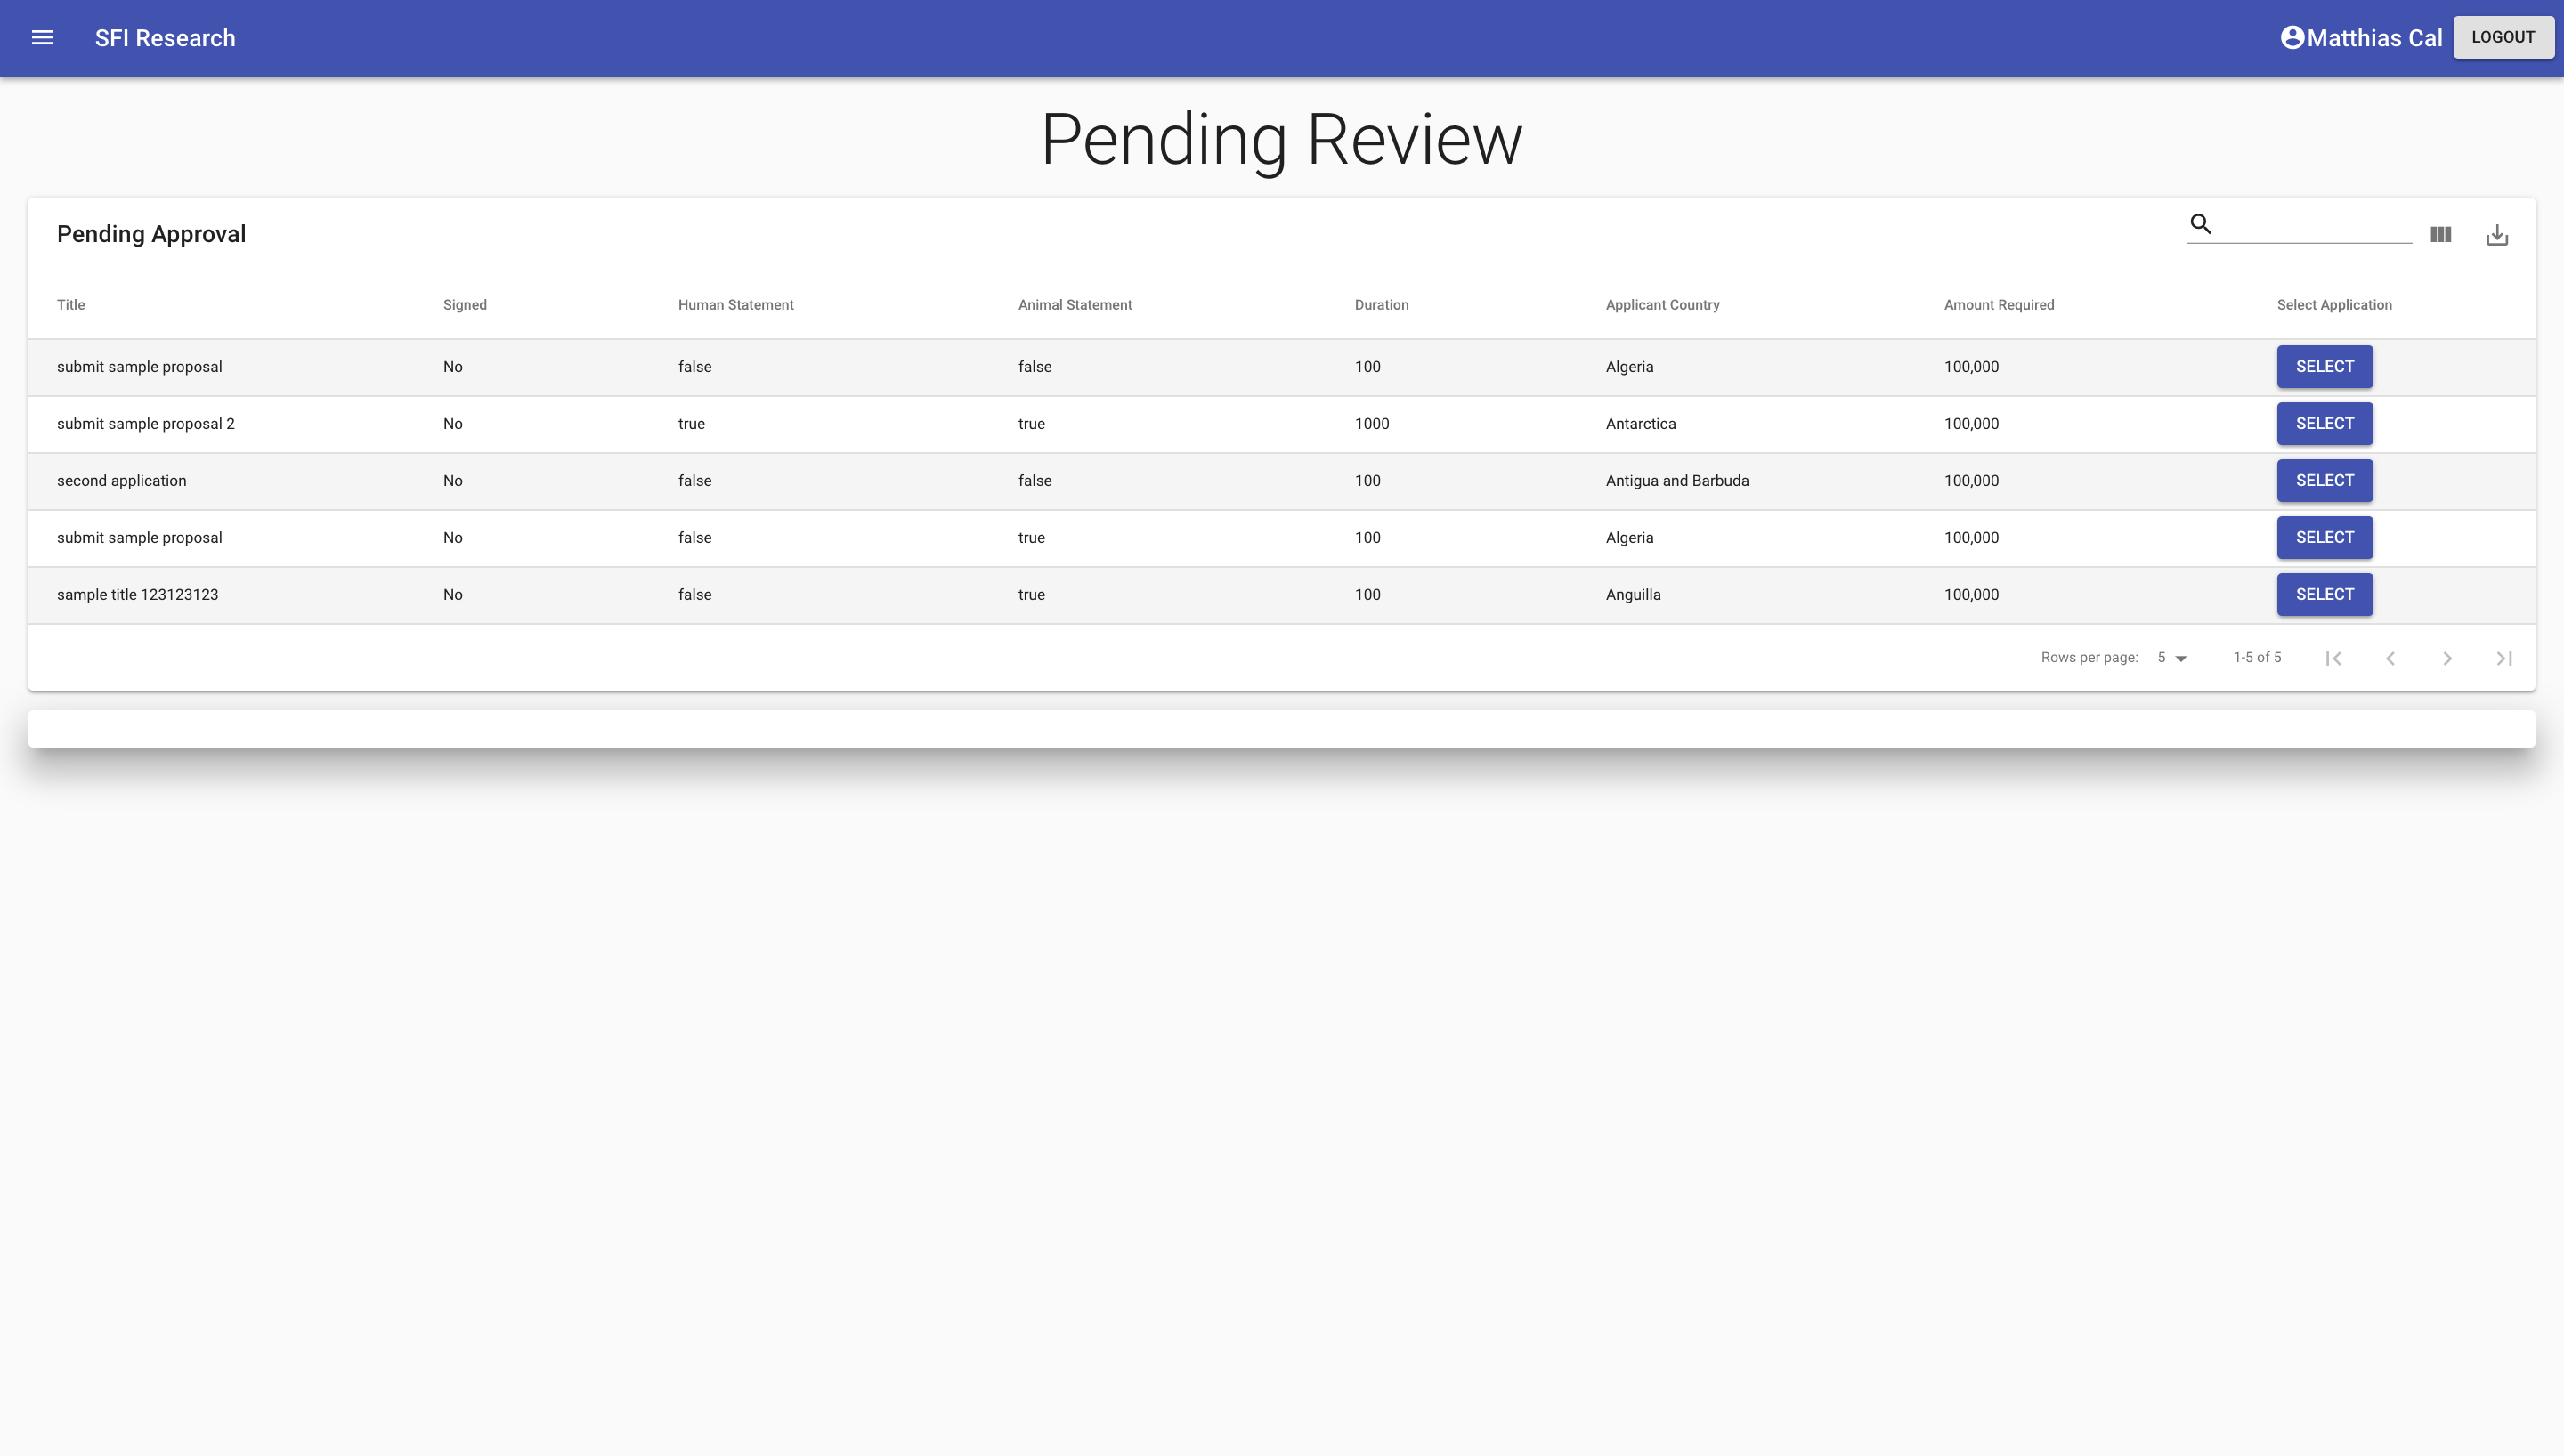 SFI Research Matthias Cal LOGOUT
Pending Review
Pending Approval
Title Signed Human Statement Animal Statement Duration Applicant Country Amount Required Select Application
submit sample proposal No false false 100 Algeria 100,000 SELECT
submit sample proposal 2 No true true 1000 Antarctica 100,000 SELECT
second application No false false 100 Antigua and Barbuda 100,000 SELECT
submit sample proposal No false true 100 Algeria 100,000 SELECT
sample title 123123123 No false true 100 Anguilla 100,000 SELECT
Rows per page: 5 1-5 of 5